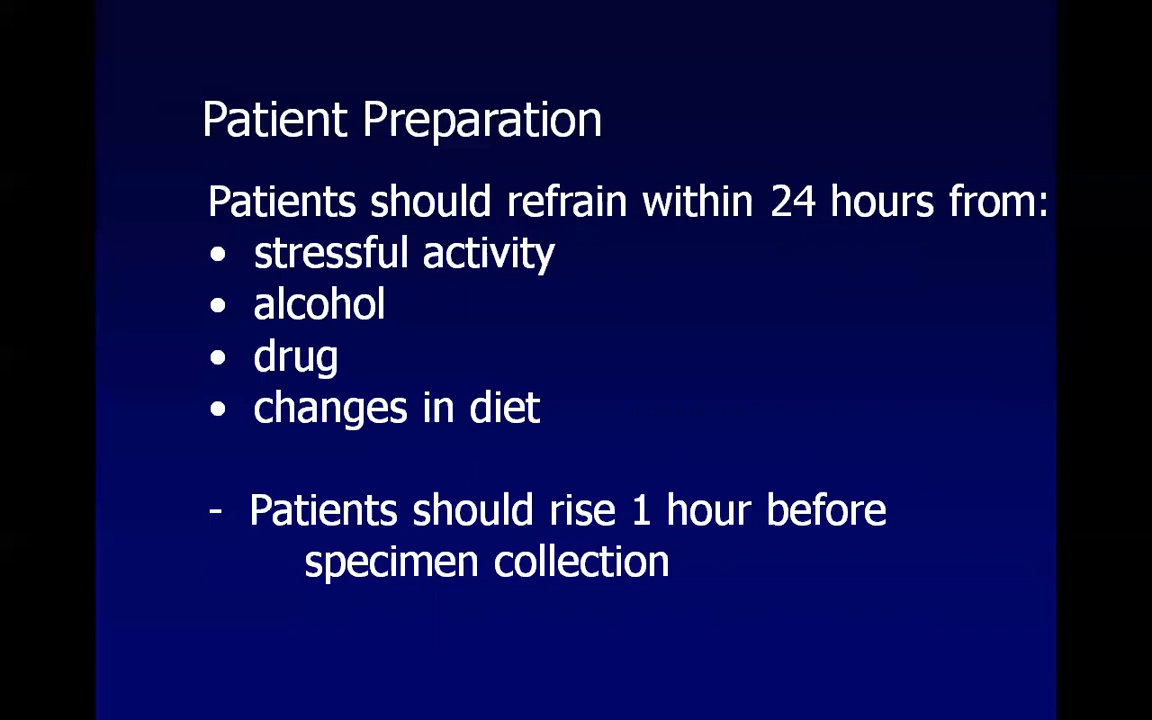 Patient Preparation
Patients should refrain within 24 hours from:
• stressful activity
• alcohol
• drug
• changes in diet
- Patients should rise 1 hour before
specimen collection